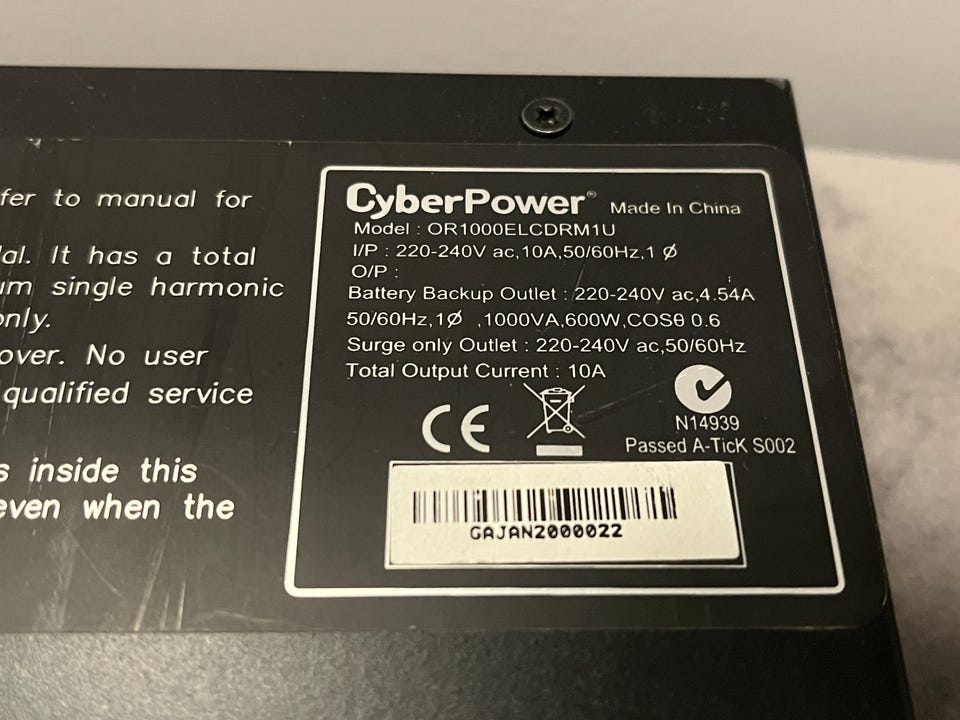 fer to manual for
al. It has a total
um single harmonic
only.
over. No user
qualified service
s inside this
even when the
CyberPower® Made In China
Model : OR1000ELCDRM1U
I/P : 220-240V ac,10A,50/60Hz,1 Ø
O/P :
Battery Backup Outlet : 220-240V ac,4.54A
50/60Hz,1Ø ,1000VA,600W,COSθ 0.6
Surge only Outlet : 220-240V ac,50/60Hz
Total Output Current : 10A
CE
N14939
Passed A-TicK S002
GAJAN2000022